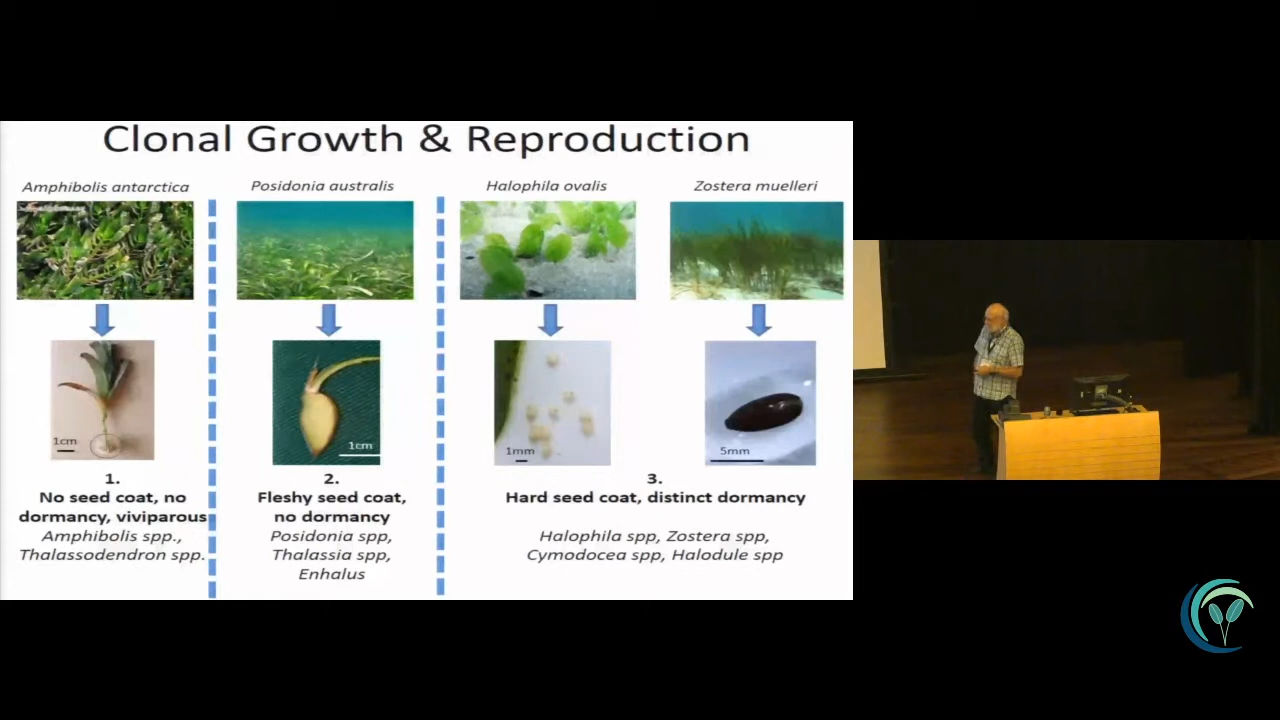 Clonal Growth & Reproduction
Amphibolis antarctica
Posidonia australis
Halophila ovalis
Zostera muelleri
1cm
1cm
1mm
5mm
1.
No seed coat, no
dormancy, viviparous
Amphibolis spp.,
Thalassodendron spp.
2.
Fleshy seed coat,
no dormancy
Posidonia spp,
Thalassia spp,
Enhalus
3.
Hard seed coat, distinct dormancy
Halophila spp, Zostera spp,
Cymodocea spp, Halodule spp